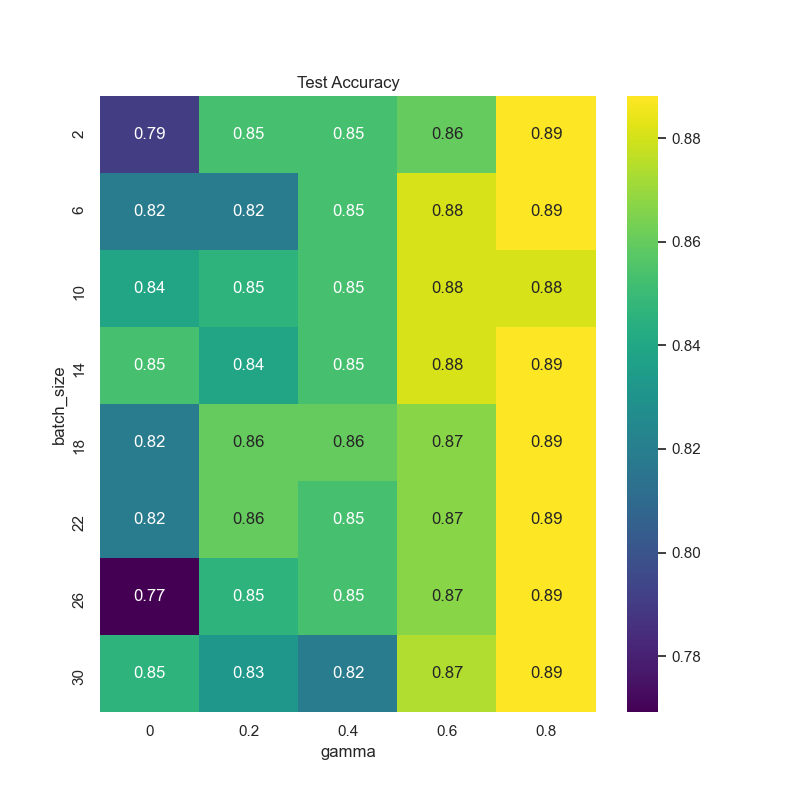 Test Accuracy
2 0.79 0.85 0.85 0.86 0.89
6 0.82 0.82 0.85 0.88 0.89
10 0.84 0.85 0.85 0.88 0.88
14 0.85 0.84 0.85 0.88 0.89
18 0.82 0.86 0.86 0.87 0.89
22 0.82 0.86 0.85 0.87 0.89
26 0.77 0.85 0.85 0.87 0.89
30 0.85 0.83 0.82 0.87 0.89
0 0.2 0.4 0.6 0.8
gamma
batch_size
0.88
0.86
0.84
0.82
0.80
0.78